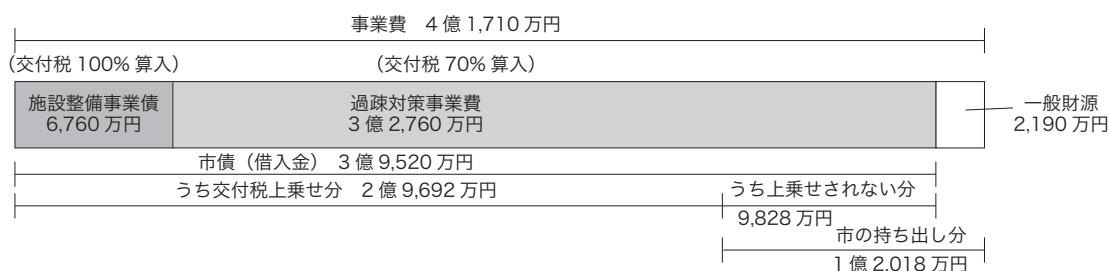 事業費 4億1,710万円
(交付税100%算入)
(交付税70%算入)
施設整備事業債
6,760万円
過疎対策事業費
3億2,760万円
一般財源
2,190万円
市債(借入金) 3億9,520万円
うち交付税上乗せ分 2億9,692万円
うち上乗せされない分
9,828万円
市の持ち出し分
1億2,018万円